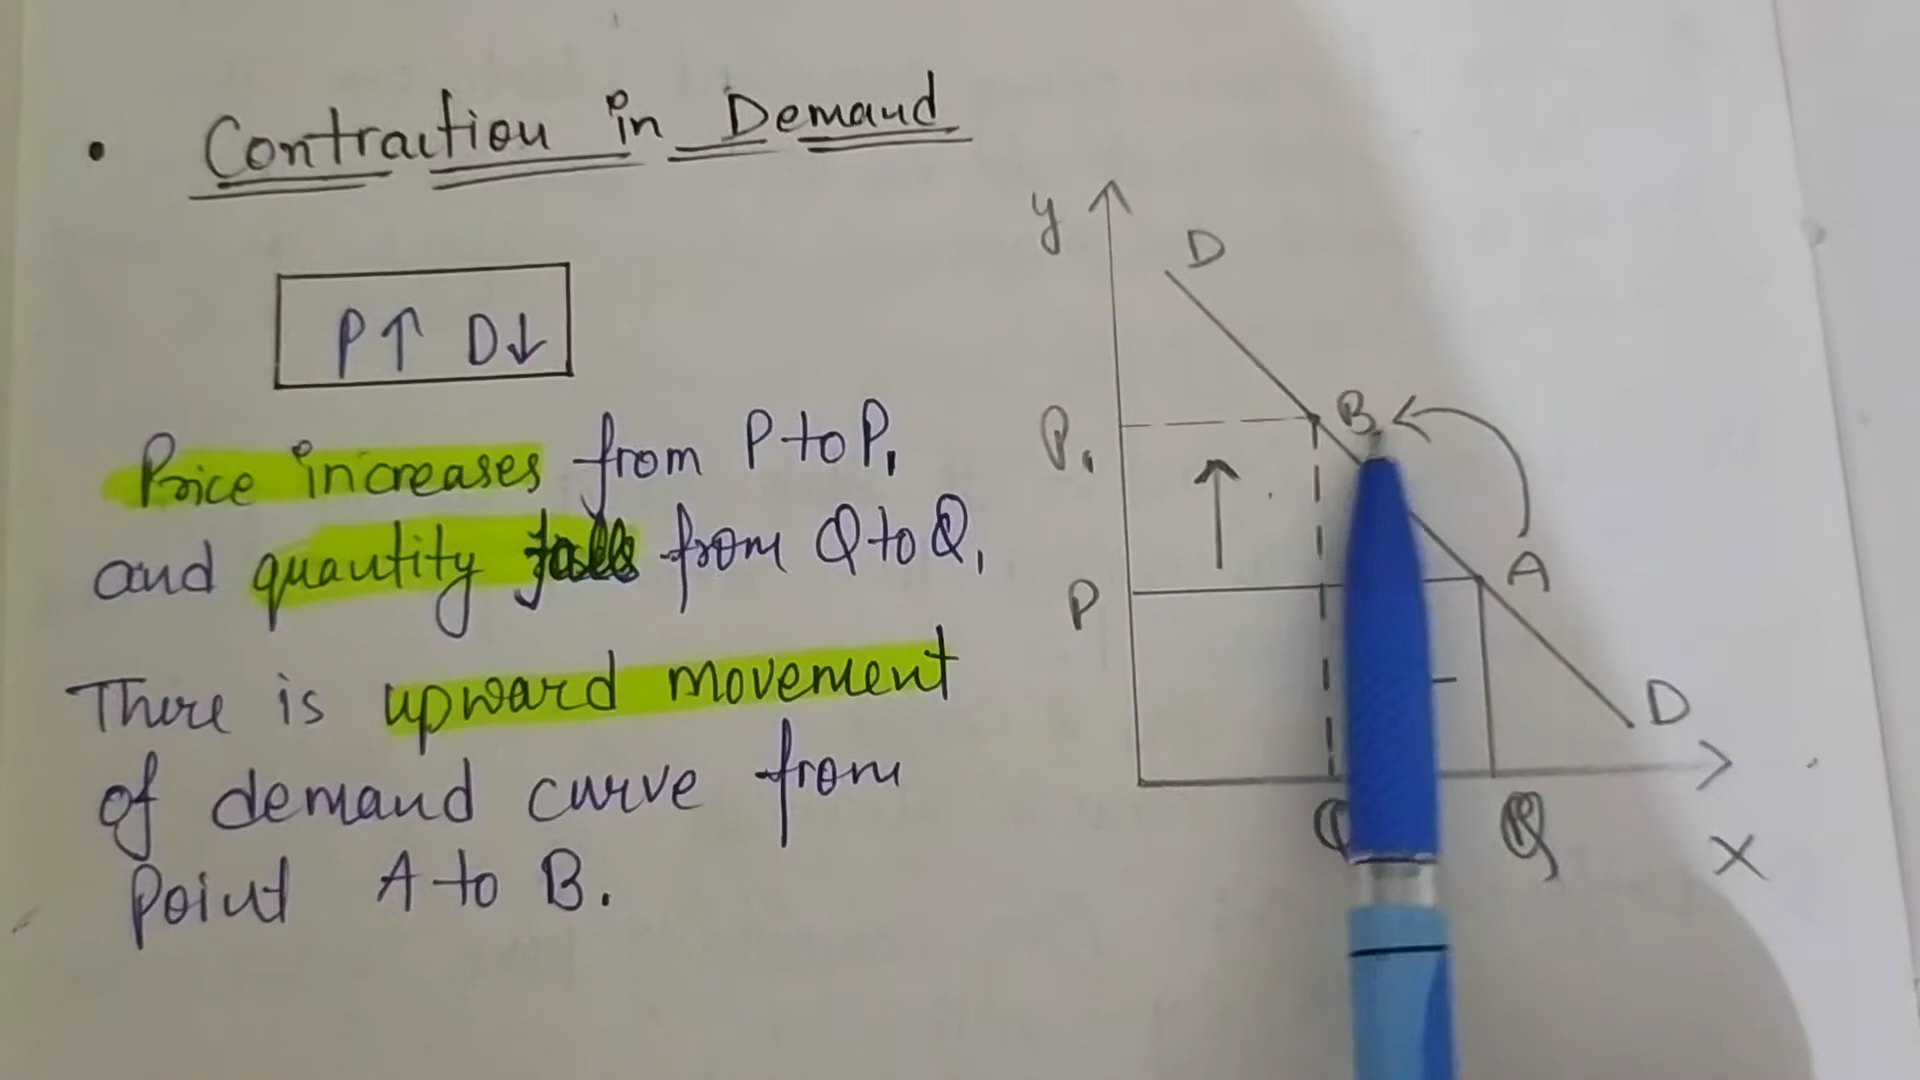 • Contraction in Demand
P↑ D↓
Price increases from P to P₁
and quantity falls from Q to Q₁
There is upward movement
of demand curve from
Point A to B.
y
D
B
P₁
A
P
D
Q
X